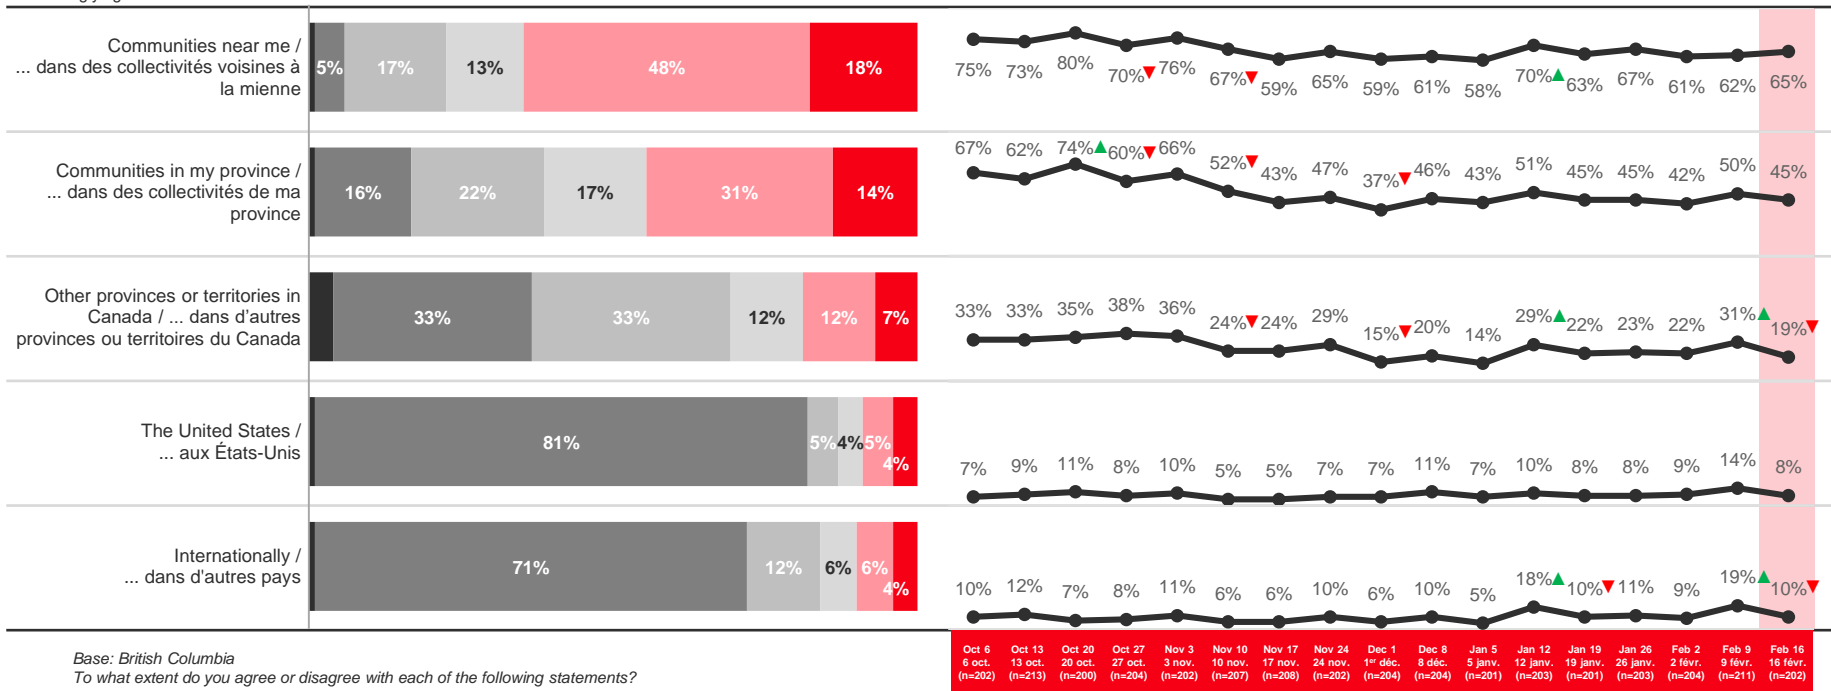 Communities near me /
... dans des collectivités voisines à
la mienne
5% 17% 13% 48% 18%
75% 73% 80% 70% 76% 67% 59% 65% 59% 61% 58% 70% 63% 67% 61% 62% 65%
Communities in my province /
... dans des collectivités de ma
province
16% 22% 17% 31% 14%
67% 62% 74% 60% 66% 52% 43% 47% 37% 46% 43% 51% 45% 45% 42% 50% 45%
Other provinces or territories in
Canada / ... dans d'autres
provinces ou territoires du Canada
33% 33% 12% 12% 7%
33% 33% 35% 38% 36% 24% 24% 29% 15% 20% 14% 29% 22% 23% 22% 31% 19%
The United States /
... aux États-Unis
81% 5% 4% 5% 4%
7% 9% 11% 8% 10% 5% 5% 7% 7% 11% 7% 10% 8% 8% 9% 14% 8%
Internationally /
... dans d'autres pays
71% 12% 6% 6% 4%
10% 12% 7% 8% 11% 6% 6% 10% 6% 10% 5% 18% 10% 11% 9% 19% 10%
Oct 6 Oct 13 Oct 20 Oct 27 Nov 3 Nov 10 Nov 17 Nov 24 Dec 1 Dec 8 Jan 5 Jan 12 Jan 19 Jan 26 Feb 2 Feb 9 Feb 16
6 oct. 13 oct. 20 oct. 27 oct. 3 nov. 10 nov. 17 nov. 24 nov. 1er déc. 8 déc. 5 janv. 12 janv. 19 janv. 26 janv. 2 févr. 9 févr. 16 févr.
(n=202) (n=213) (n=200) (n=204) (n=202) (n=207) (n=208) (n=202) (n=204) (n=204) (n=201) (n=203) (n=201) (n=203) (n=204) (n=211) (n=202)
Base: British Columbia
To what extent do you agree or disagree with each of the following statements?